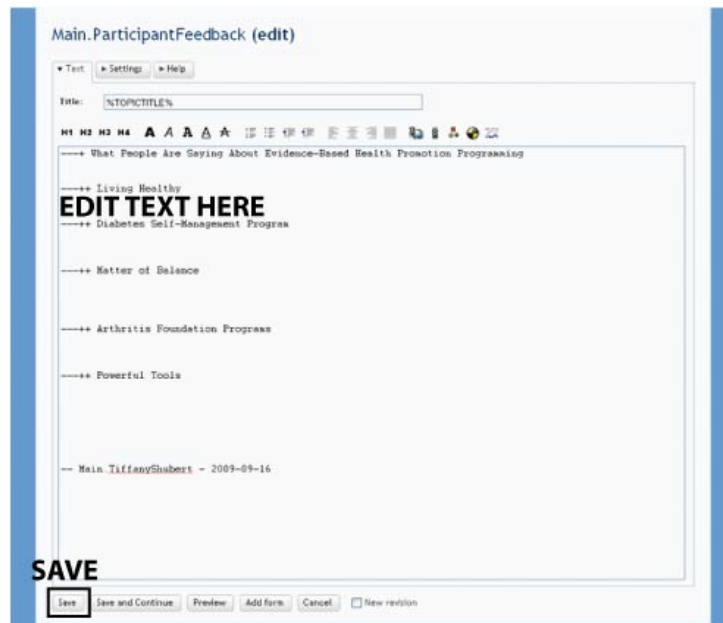 Main.ParticipantFeedback (edit)
Text Settings Help
Title: %TOPICTITLE%
H1 H2 H3 H4 A A A A A
---+ What People Are Saying About Evidence-Based Health Promotion Programming
---++ Living Healthy
EDIT TEXT HERE
---++ Diabetes Self-Management Program
---++ Matter of Balance
---++ Arthritis Foundation Programs
---++ Powerful Tools
-- Main.TiffanyShubert - 2009-09-16
SAVE
Save Save and Continue Preview Add form Cancel New revision